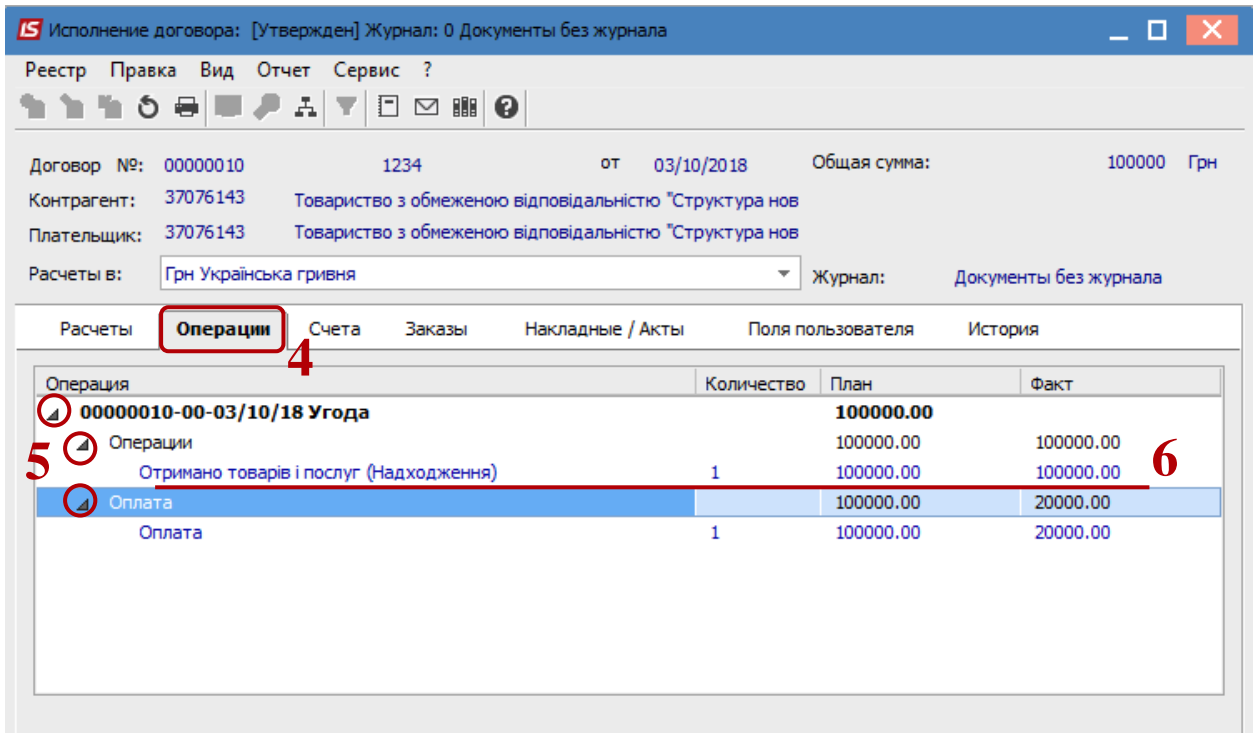 IS Исполнение договора: [Утвержден] Журнал: 0 Документы без журнала
Реестр Правка Вид Отчет Сервис ?
Договор №: 00000010 1234 от 03/10/2018 Общая сумма: 100000 Грн
Контрагент: 37076143 Товариство з обмеженою відповідальністю "Структура нов
Плательщик: 37076143 Товариство з обмеженою відповідальністю "Структура нов
Расчеты в: Грн Українська гривня Журнал: Документы без журнала
Расчеты Операции Счета Заказы Накладные / Акты Поля пользователя История
4
Операция Количество План Факт
00000010-00-03/10/18 Угода 100000.00
Операции 100000.00 100000.00
5 6
Отримано товарів і послуг (Надходження) 1 100000.00 100000.00
Оплата 100000.00 20000.00
Оплата 1 100000.00 20000.00